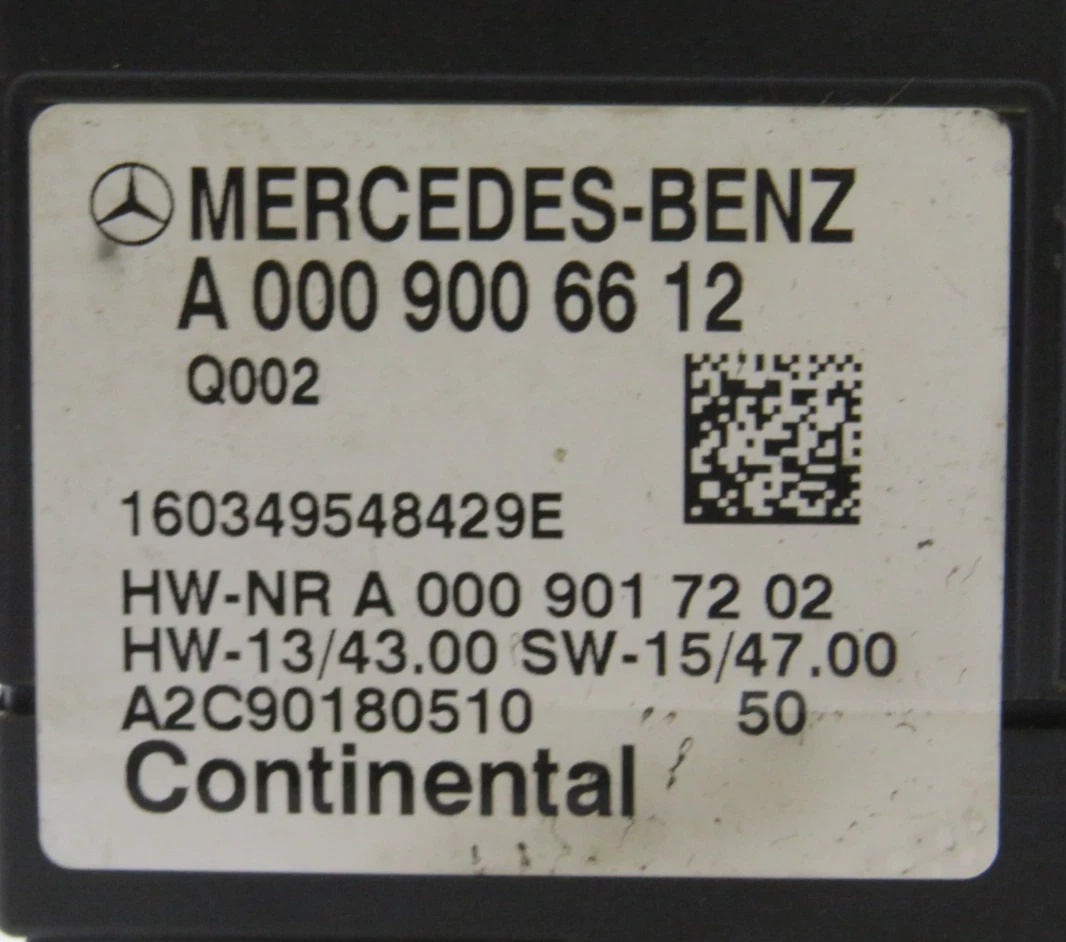 MERCEDES-BENZ
A 000 900 66 12
Q002
160349548429E
HW-NR A 000 901 72 02
HW-13/43.00 SW-15/47.00
A2C90180510 50
Continental